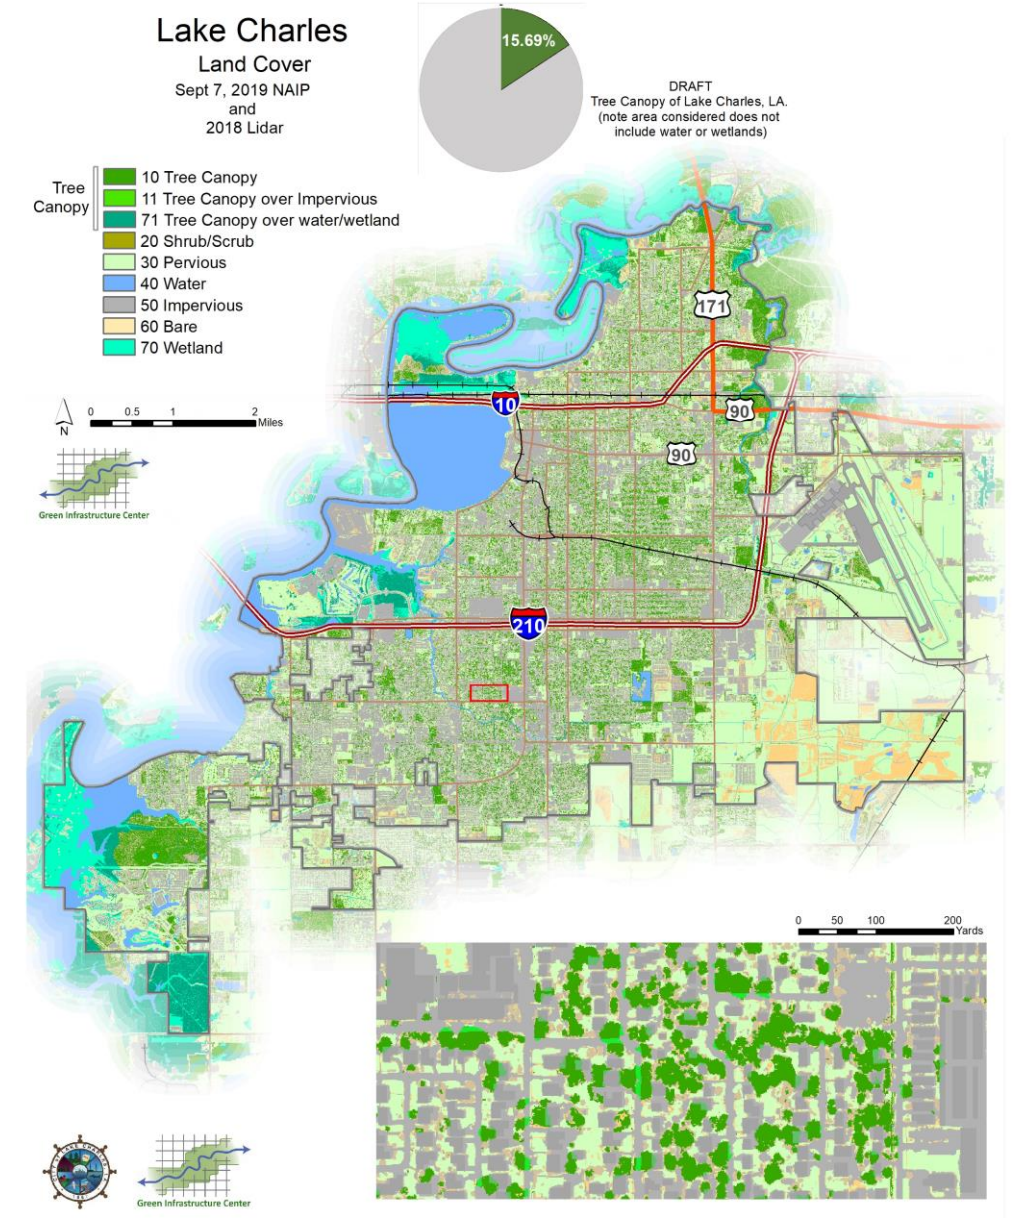 Lake Charles
Land Cover
Sept 7, 2019 NAIP
and
2018 Lidar
15.69%
DRAFT
Tree Canopy of Lake Charles, LA.
(note area considered does not
include water or wetlands)
Tree
Canopy
10 Tree Canopy
11 Tree Canopy over Impervious
71 Tree Canopy over water/wetland
20 Shrub/Scrub
30 Pervious
40 Water
50 Impervious
60 Bare
70 Wetland
N
0 0.5 1 2
Miles
Green Infrastructure Center
171
10
90
90
210
0 50 100 200
Yards
Green Infrastructure Center